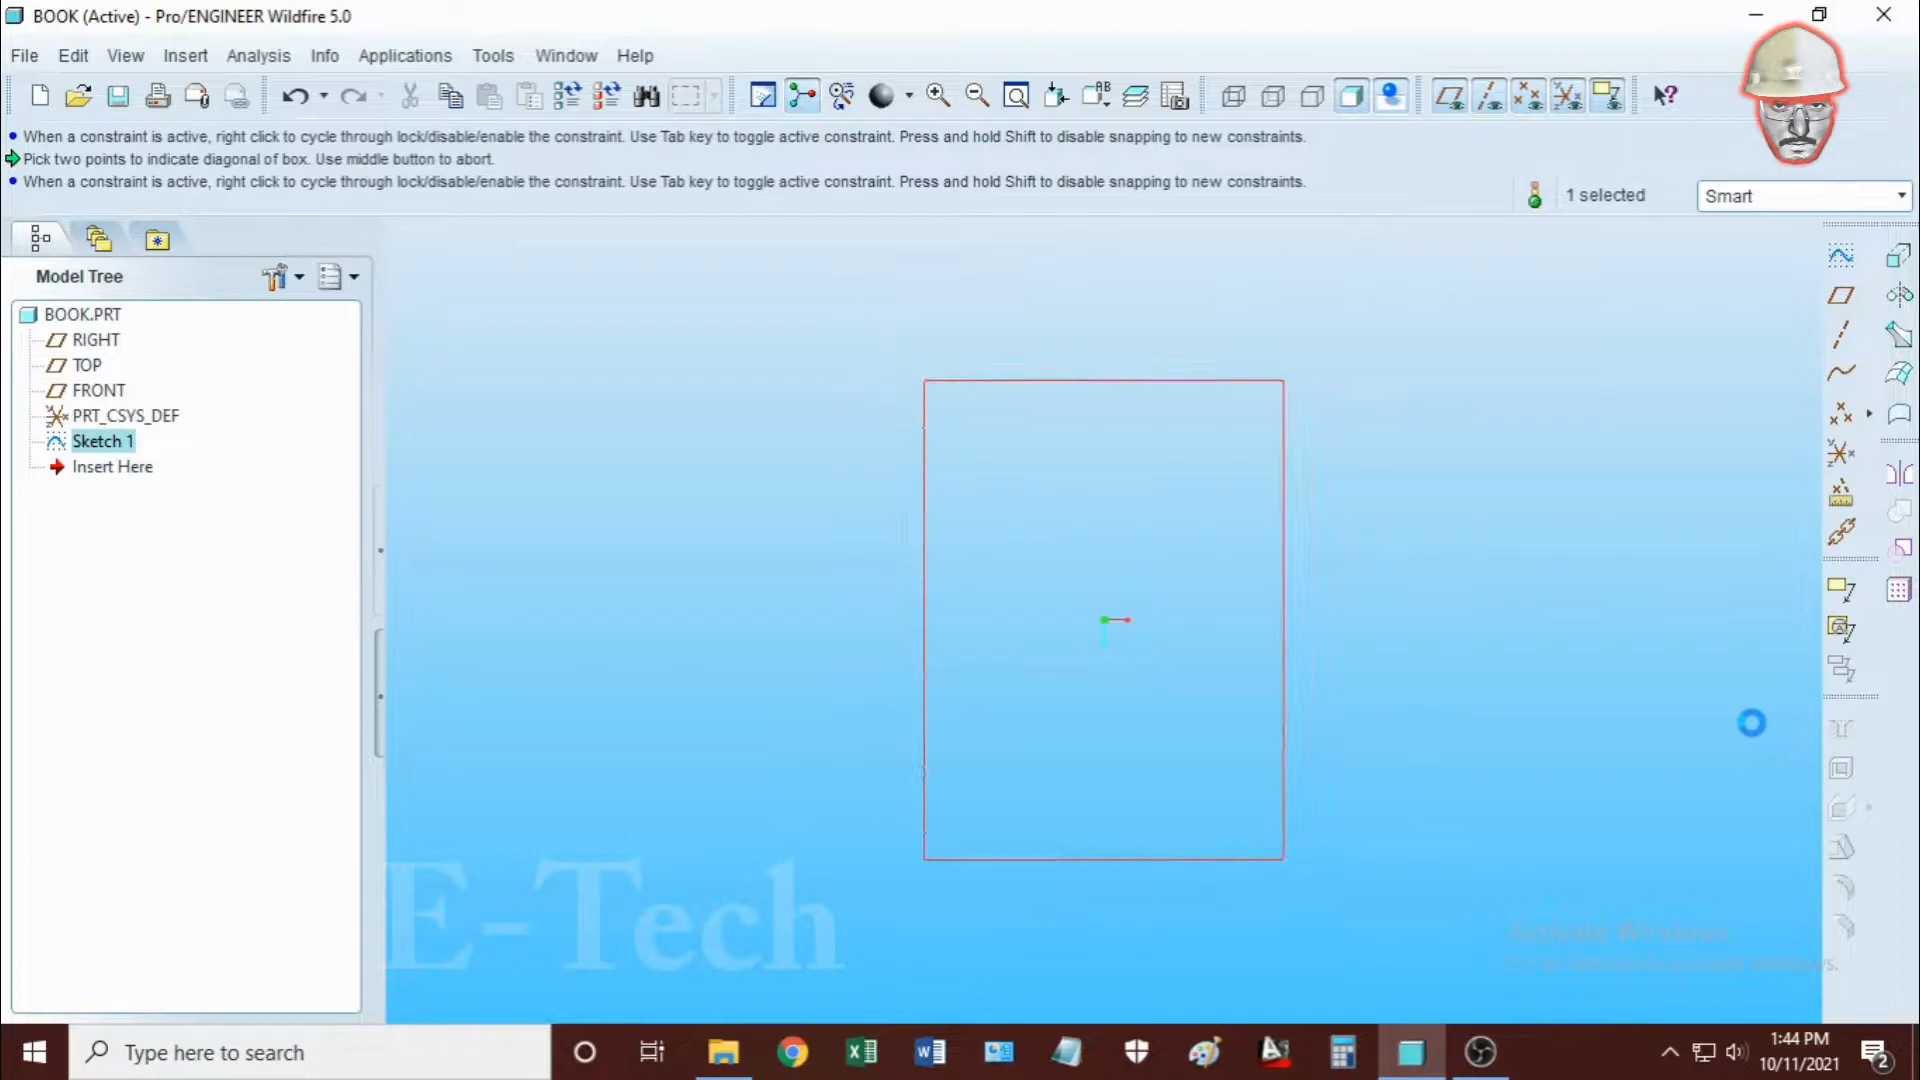 BOOK (Active) - Pro/ENGINEER Wildfire 5.0
File Edit View Insert Analysis Info Applications Tools Window Help
When a constraint is active, right click to cycle through lock/disable/enable the constraint. Use Tab key to toggle active constraint. Press and hold Shift to disable snapping to new constraints.
Pick two points to indicate diagonal of box. Use middle button to abort.
When a constraint is active, right click to cycle through lock/disable/enable the constraint. Use Tab key to toggle active constraint. Press and hold Shift to disable snapping to new constraints.
1 selected Smart
Model Tree
BOOK.PRT
RIGHT
TOP
FRONT
PRT_CSYS_DEF
Sketch 1
Insert Here
E-Tech
Activate Windows
Type here to search
1:44 PM
10/11/2021
2